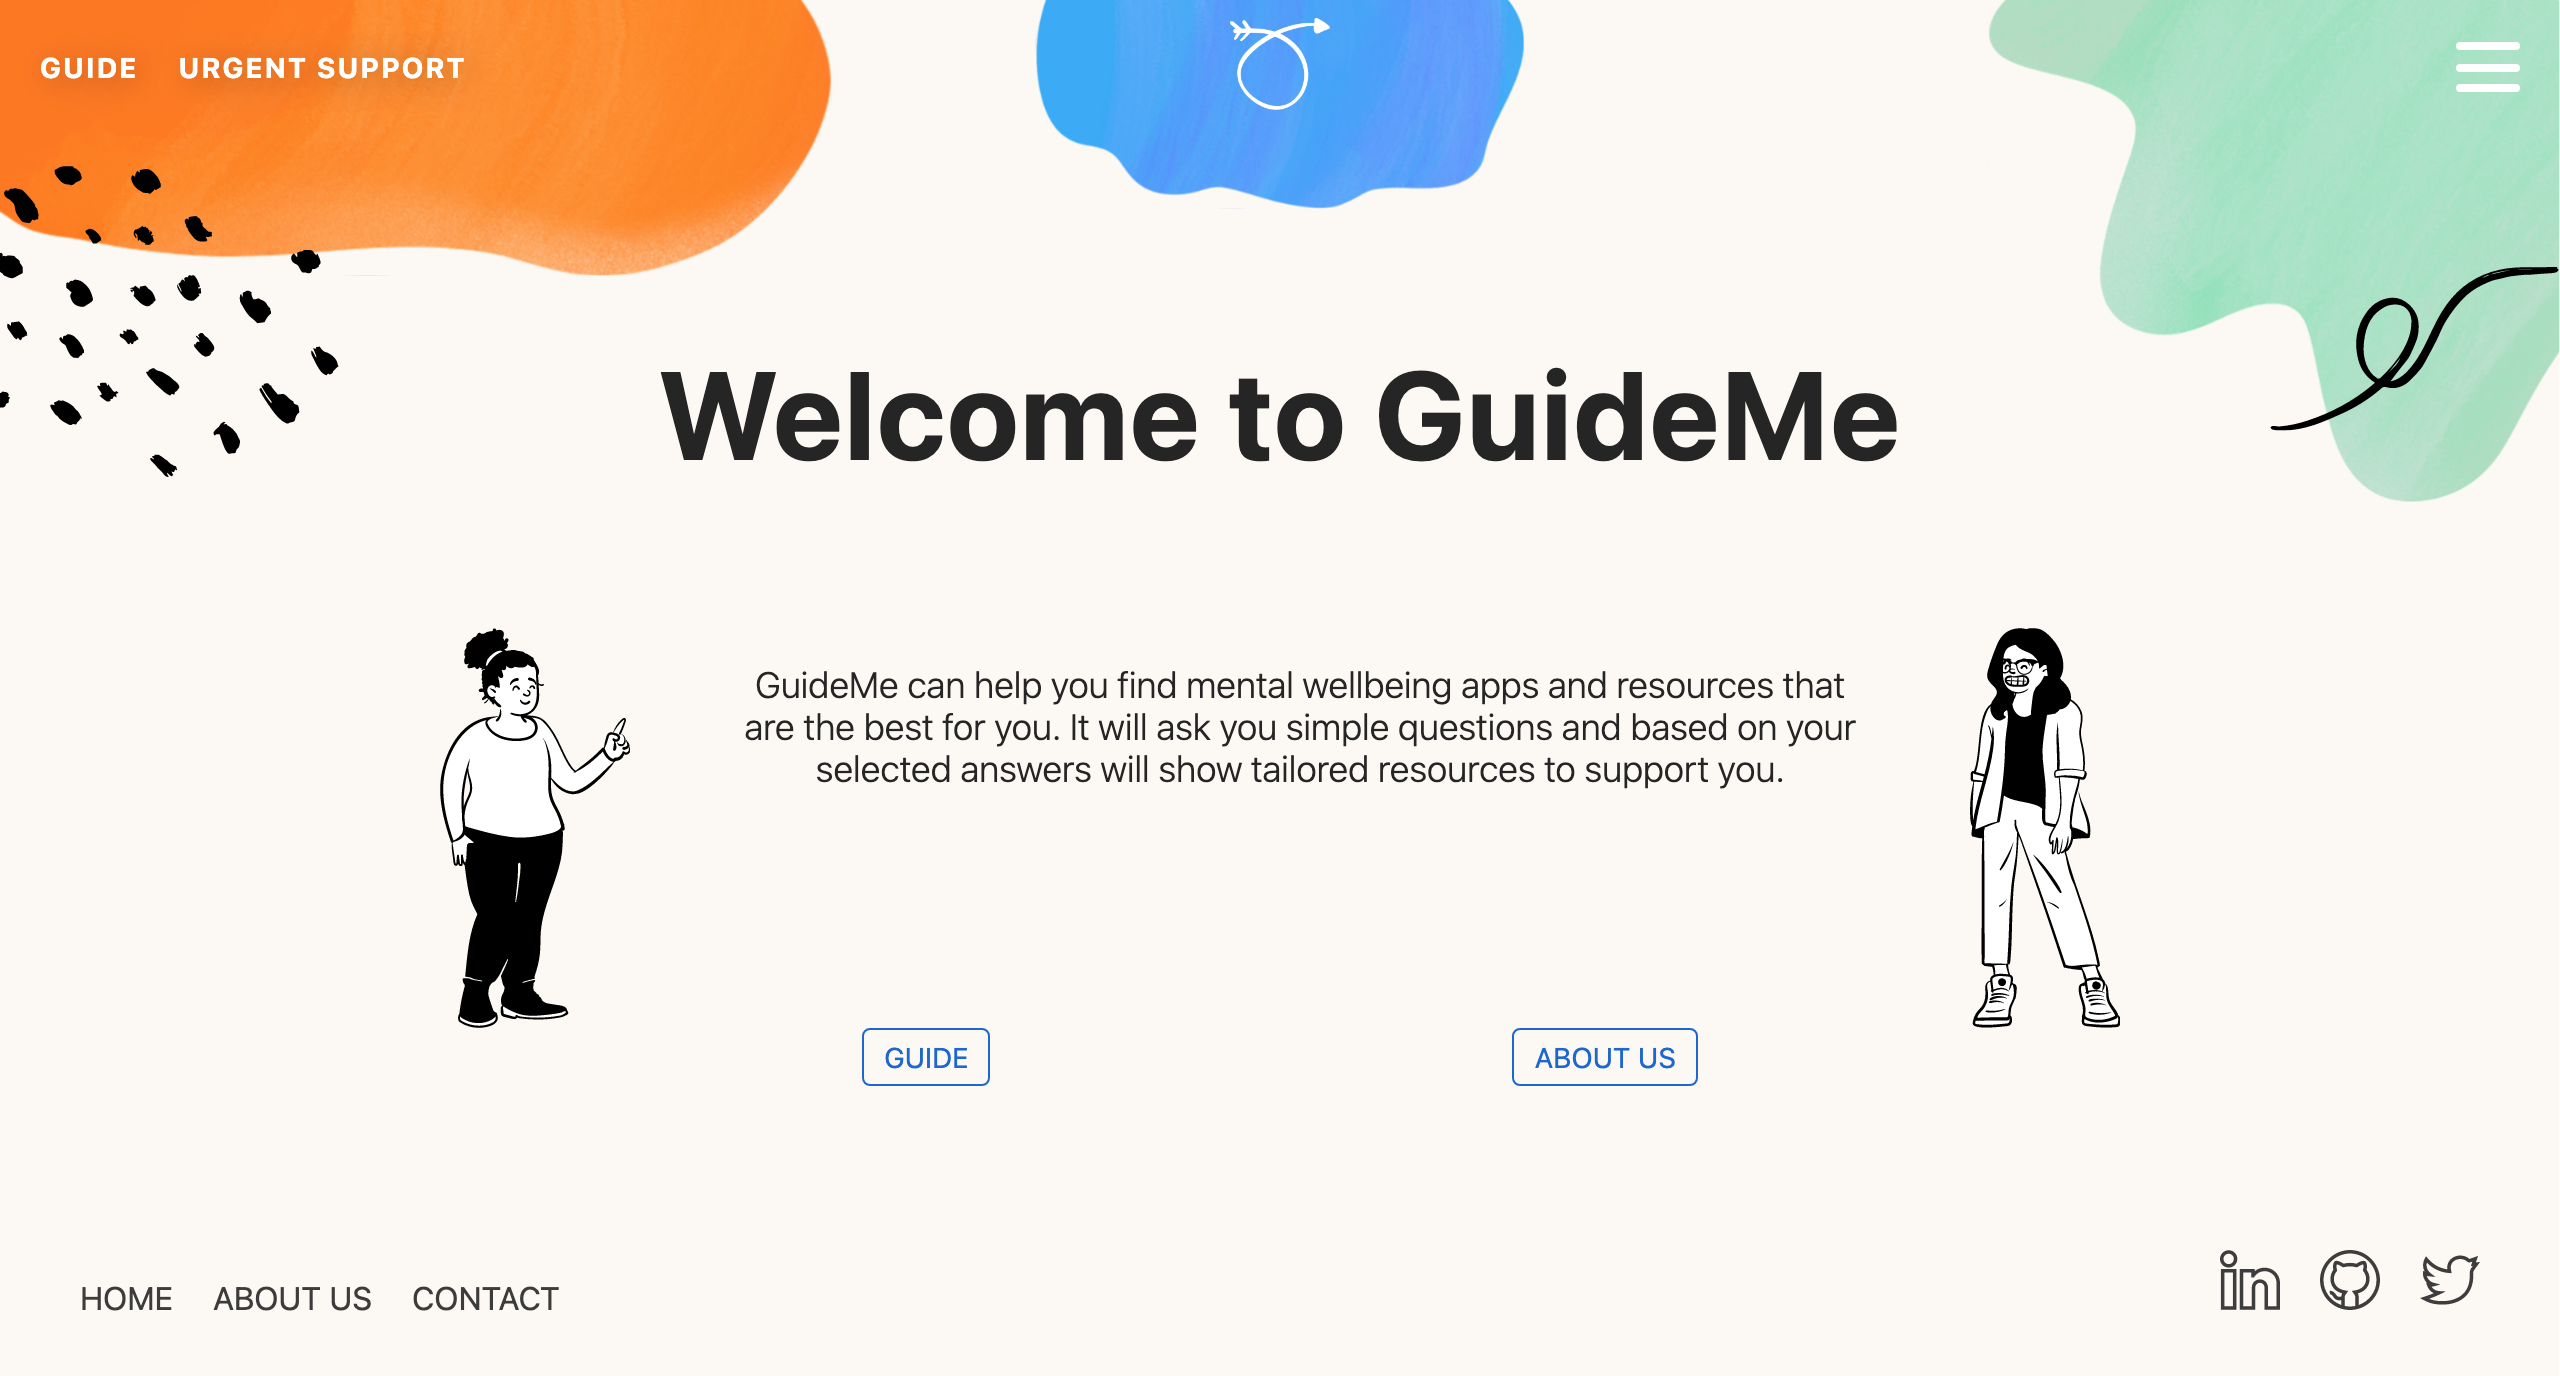 GUIDE URGENT SUPPORT
Welcome to GuideMe
GuideMe can help you find mental wellbeing apps and resources that
are the best for you. It will ask you simple questions and based on your
selected answers will show tailored resources to support you.
GUIDE ABOUT US
HOME ABOUT US CONTACT
in